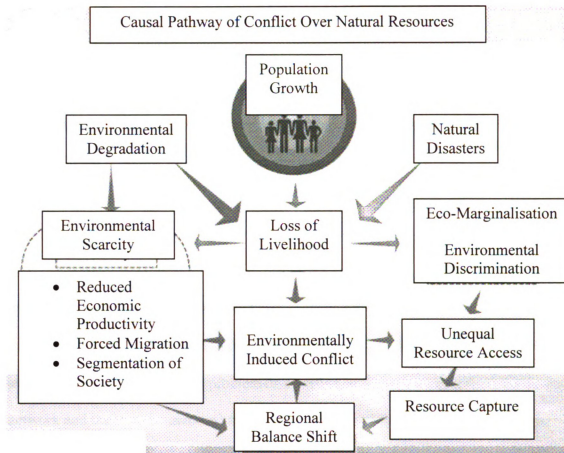 Causal Pathway of Conflict Over Natural Resources
Population
Growth
Environmental
Degradation
Natural
Disasters
Environmental
Scarcity
Loss of
Livelihood
Eco-Marginalisation
Environmental
Discrimination
• Reduced
Economic
Productivity
• Forced Migration
• Segmentation of
Society
Environmentally
Induced Conflict
Unequal
Resource Access
Regional
Balance Shift
Resource Capture